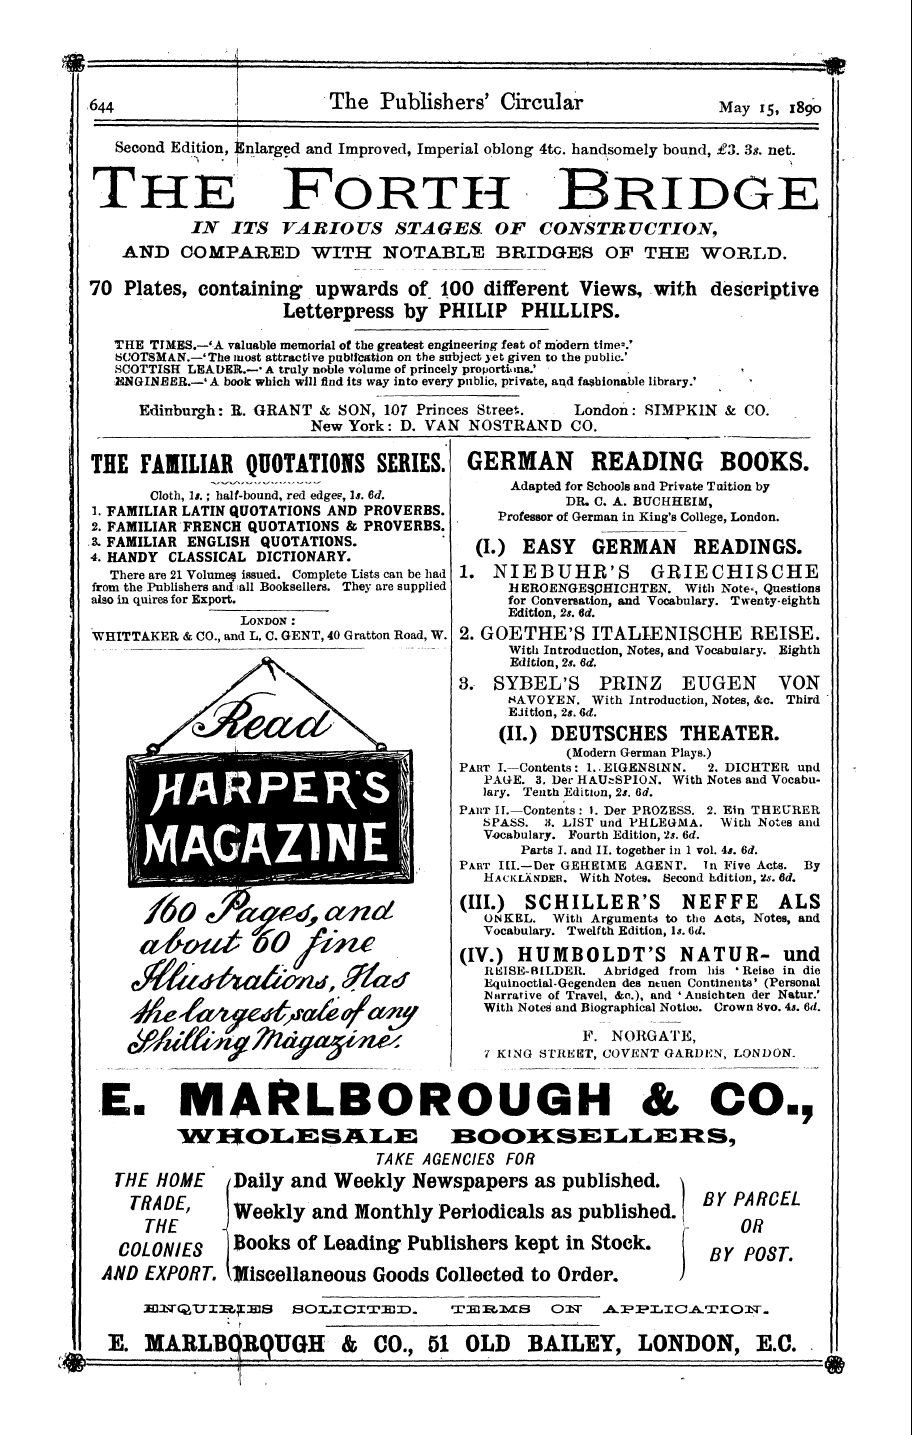 644
The Publishers' Circular
May 15, 1890
Second Edition, Enlarged and Improved, Imperial oblong 4to. handsomely bound, £3. 3s. net.
THE FORTH BRIDGE
IN ITS VARIOUS STAGES OF CONSTRUCTION,
AND COMPARED WITH NOTABLE BRIDGES OF THE WORLD.
70 Plates, containing upwards of 100 different Views, with descriptive
Letterpress by PHILIP PHILLIPS.
THE TIMES.—'A valuable memorial of the greatest engineering feat of modern times.'
SCOTSMAN.—'The most attractive publication on the subject yet given to the public.'
SCOTTISH LEADER.—'A truly noble volume of princely proportions.'
ENGINEER.—'A book which will find its way into every public, private, and fashionable library.'
Edinburgh: R. GRANT & SON, 107 Princes Street. London: SIMPKIN & CO.
New York: D. VAN NOSTRAND CO.
THE FAMILIAR QUOTATIONS SERIES.
Cloth, 1s.; half-bound, red edges, 1s. 6d.
1. FAMILIAR LATIN QUOTATIONS AND PROVERBS.
2. FAMILIAR FRENCH QUOTATIONS & PROVERBS.
3. FAMILIAR ENGLISH QUOTATIONS.
4. HANDY CLASSICAL DICTIONARY.
There are 21 Volumes issued. Complete Lists can be had
from the Publishers and all Booksellers. They are supplied
also in quires for Export.
LONDON:
WHITTAKER & CO., and L. C. GENT, 40 Gratton Road, W.
Read
HARPER'S
MAGAZINE
160 Pages, and
about 60 fine
Illustrations, Has
the largest sale of any
Shilling Magazine.
GERMAN READING BOOKS.
Adapted for Schools and Private Tuition by
DR. C. A. BUCHHEIM,
Professor of German in King's College, London.
(I.) EASY GERMAN READINGS.
1. NIEBUHR'S GRIECHISCHE
HEROENGESCHICHTEN. With Notes, Questions
for Conversation, and Vocabulary. Twenty-eighth
Edition, 2s. 6d.
2. GOETHE'S ITALIENISCHE REISE.
With Introduction, Notes, and Vocabulary. Eighth
Edition, 2s. 6d.
3. SYBEL'S PRINZ EUGEN VON
SAVOYEN. With Introduction, Notes, &c. Third
Edition, 2s. 6d.
(II.) DEUTSCHES THEATER.
(Modern German Plays.)
PART I.—Contents: 1. EIGENSINN. 2. DICHTER und
PAGE. 3. Der HAUSSPION. With Notes and Vocabu-
lary. Tenth Edition, 2s. 6d.
PART II.—Contents: 1. Der PROZESS. 2. Ein THEURER
SPASS. 3. LIST und PHLEGMA. With Notes and
Vocabulary. Fourth Edition, 2s. 6d.
Parts I. and II. together in 1 vol. 4s. 6d.
PART III.—Der GEHEIME AGENT. In Five Acts. By
HACKLÄNDER. With Notes. Second Edition, 2s. 6d.
(III.) SCHILLER'S NEFFE ALS
ONKEL. With Arguments to the Acts, Notes, and
Vocabulary. Twelfth Edition, 1s. 6d.
(IV.) HUMBOLDT'S NATUR- und
REISE-BILDER. Abridged from his 'Reise in die
Equinoctial-Gegenden des neuen Continents' (Personal
Narrative of Travel, &c.), and 'Ansichten der Natur.'
With Notes and Biographical Notice. Crown 8vo. 4s. 6d.
F. NORGATE,
7 KING STREET, COVENT GARDEN, LONDON.
E. MARLBOROUGH & CO.,
WHOLESALE BOOKSELLERS,
TAKE AGENCIES FOR
THE HOME
TRADE,
THE
COLONIES
AND EXPORT.
Daily and Weekly Newspapers as published.
Weekly and Monthly Periodicals as published.
Books of Leading Publishers kept in Stock.
Miscellaneous Goods Collected to Order.
BY PARCEL
OR
BY POST.
ENQUIRIES SOLICITED. TERMS ON APPLICATION.
E. MARLBOROUGH & CO., 51 OLD BAILEY, LONDON, E.C.